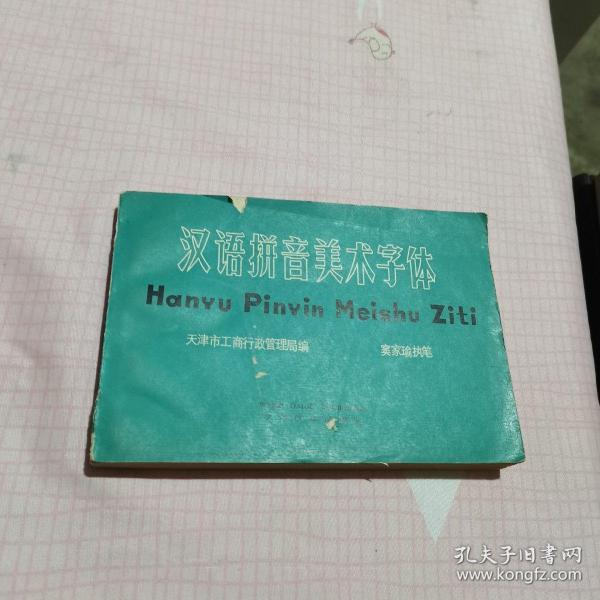 汉语拼音美术字体
Hanyu Pinyin Meishu Ziti
天津市工商行政管理局编 窦家瑜执笔
孔夫子旧書网
www.kongfz.com